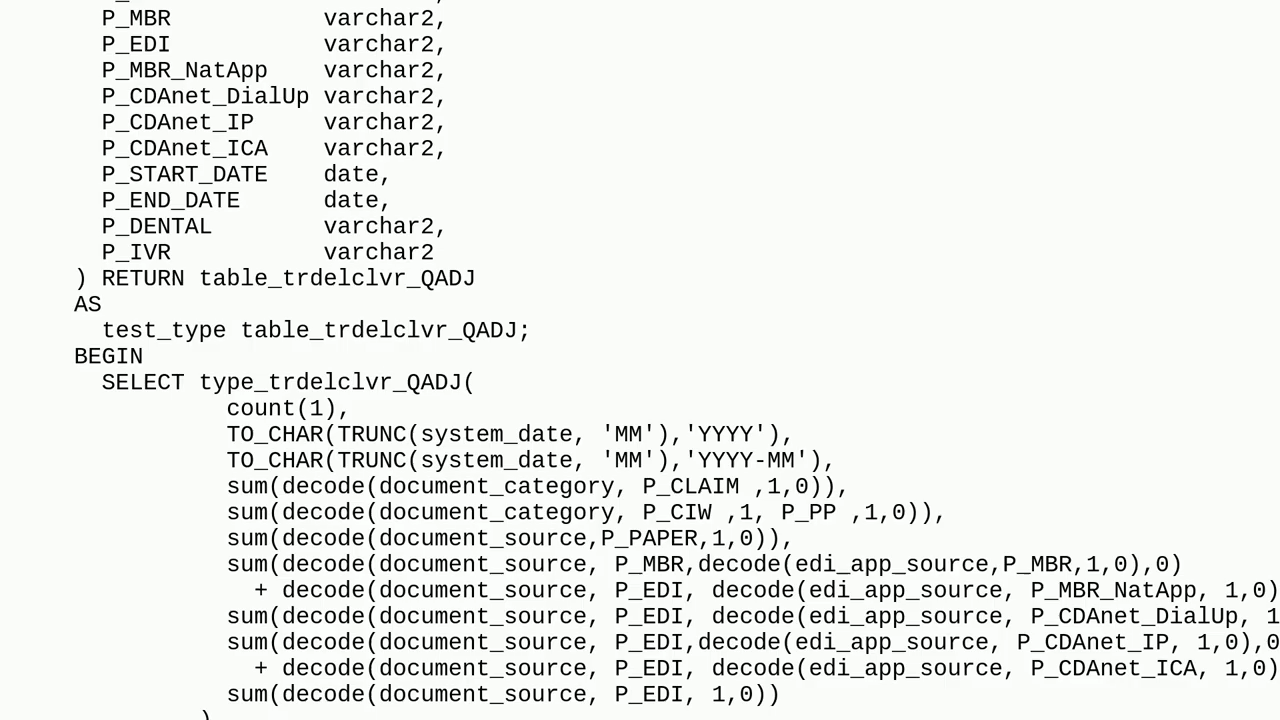 P_MBR           varchar2,
P_EDI           varchar2,
P_MBR_NatApp    varchar2,
P_CDAnet_DialUp varchar2,
P_CDAnet_IP     varchar2,
P_CDAnet_ICA    varchar2,
P_START_DATE    date,
P_END_DATE      date,
P_DENTAL        varchar2,
P_IVR           varchar2
) RETURN table_trdelclvr_QADJ
AS
test_type table_trdelclvr_QADJ;
BEGIN
SELECT type_trdelclvr_QADJ(
count(1),
TO_CHAR(TRUNC(system_date, 'MM'),'YYYY'),
TO_CHAR(TRUNC(system_date, 'MM'),'YYYY-MM'),
sum(decode(document_category, P_CLAIM ,1,0)),
sum(decode(document_category, P_CIW ,1, P_PP ,1,0)),
sum(decode(document_source,P_PAPER,1,0)),
sum(decode(document_source, P_MBR,decode(edi_app_source,P_MBR,1,0),0)
+ decode(document_source, P_EDI, decode(edi_app_source, P_MBR_NatApp, 1,0)
sum(decode(document_source, P_EDI, decode(edi_app_source, P_CDAnet_DialUp, 1
sum(decode(document_source, P_EDI,decode(edi_app_source, P_CDAnet_IP, 1,0),0
+ decode(document_source, P_EDI, decode(edi_app_source, P_CDAnet_ICA, 1,0)
sum(decode(document_source, P_EDI, 1,0))
)